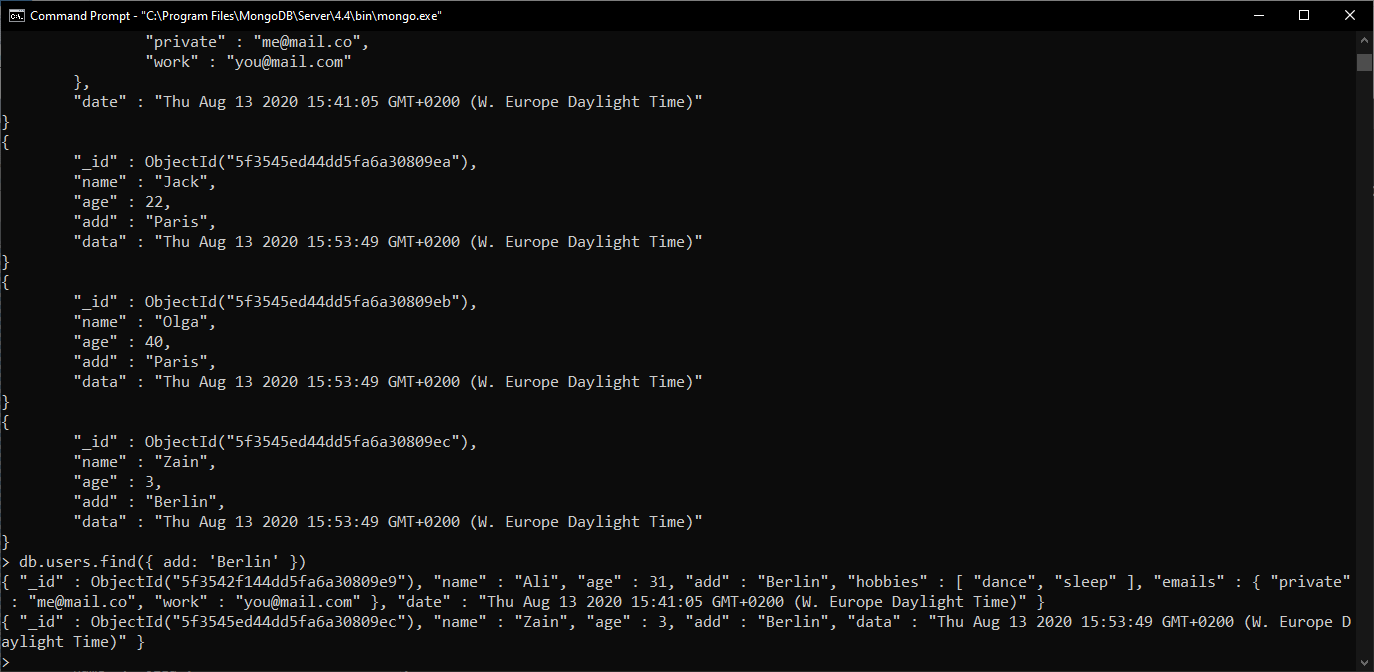 Command Prompt - "C:\Program Files\MongoDB\Server\4.4\bin\mongo.exe"
"private" : "me@mail.co",
"work" : "you@mail.com"
},
"date" : "Thu Aug 13 2020 15:41:05 GMT+0200 (W. Europe Daylight Time)"
}
{
"_id" : ObjectId("5f3545ed44dd5fa6a30809ea"),
"name" : "Jack",
"age" : 22,
"add" : "Paris",
"data" : "Thu Aug 13 2020 15:53:49 GMT+0200 (W. Europe Daylight Time)"
}
{
"_id" : ObjectId("5f3545ed44dd5fa6a30809eb"),
"name" : "Olga",
"age" : 40,
"add" : "Paris",
"data" : "Thu Aug 13 2020 15:53:49 GMT+0200 (W. Europe Daylight Time)"
}
{
"_id" : ObjectId("5f3545ed44dd5fa6a30809ec"),
"name" : "Zain",
"age" : 3,
"add" : "Berlin",
"data" : "Thu Aug 13 2020 15:53:49 GMT+0200 (W. Europe Daylight Time)"
}
> db.users.find({ add: 'Berlin' })
{ "_id" : ObjectId("5f3542f144dd5fa6a30809e9"), "name" : "Ali", "age" : 31, "add" : "Berlin", "hobbies" : [ "dance", "sleep" ], "emails" : { "private"
: "me@mail.co", "work" : "you@mail.com" }, "date" : "Thu Aug 13 2020 15:41:05 GMT+0200 (W. Europe Daylight Time)" }
{ "_id" : ObjectId("5f3545ed44dd5fa6a30809ec"), "name" : "Zain", "age" : 3, "add" : "Berlin", "data" : "Thu Aug 13 2020 15:53:49 GMT+0200 (W. Europe D
aylight Time)" }
>